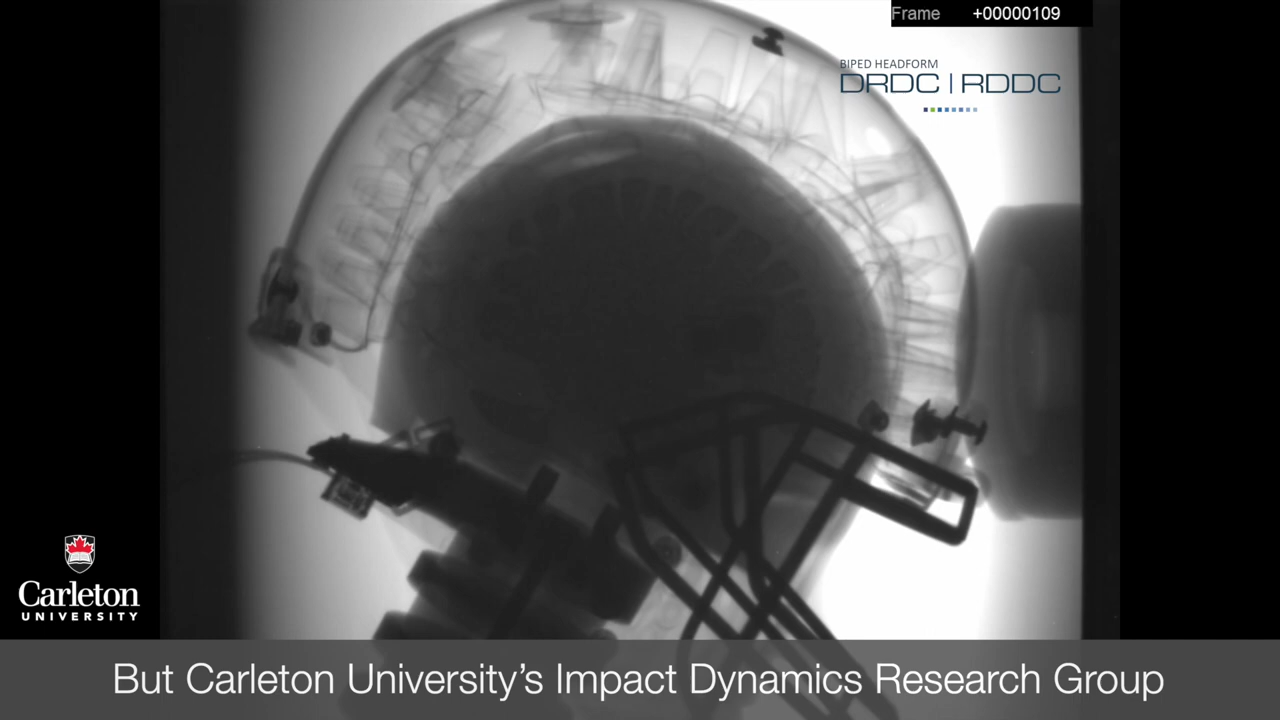 Frame +00000109
BIPED HEADFORM
DRDC | RDDC
Carleton
UNIVERSITY
But Carleton University's Impact Dynamics Research Group